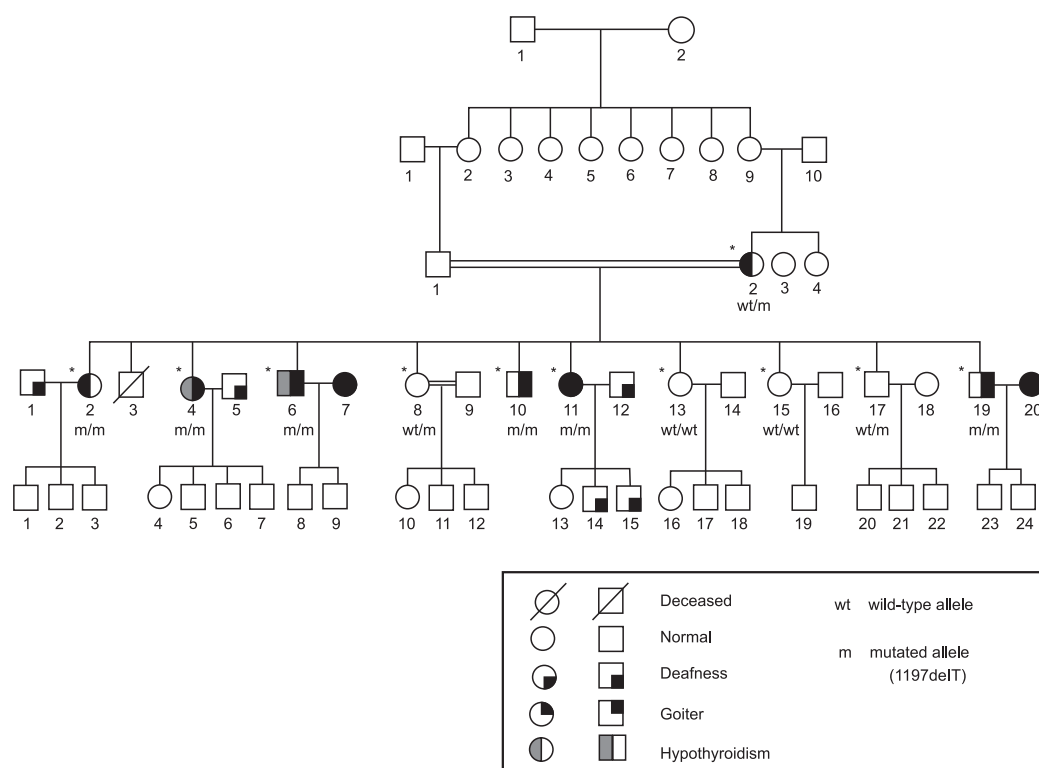 1 2
1 2 3 4 5 6 7 8 9 10
*
1 2 3 4
wt/m
* * * * * * * * *
1 2 3 4 5 6 7 8 9 10 11 12 13 14 15 16 17 18 19 20
m/m m/m m/m wt/m m/m m/m wt/wt wt/wt wt/m m/m
1 2 3 4 5 6 7 8 9 10 11 12 13 14 15 16 17 18 19 20 21 22 23 24
Deceased wt wild-type allele
Normal
m mutated allele
(1197delT)
Deafness
Goiter
Hypothyroidism